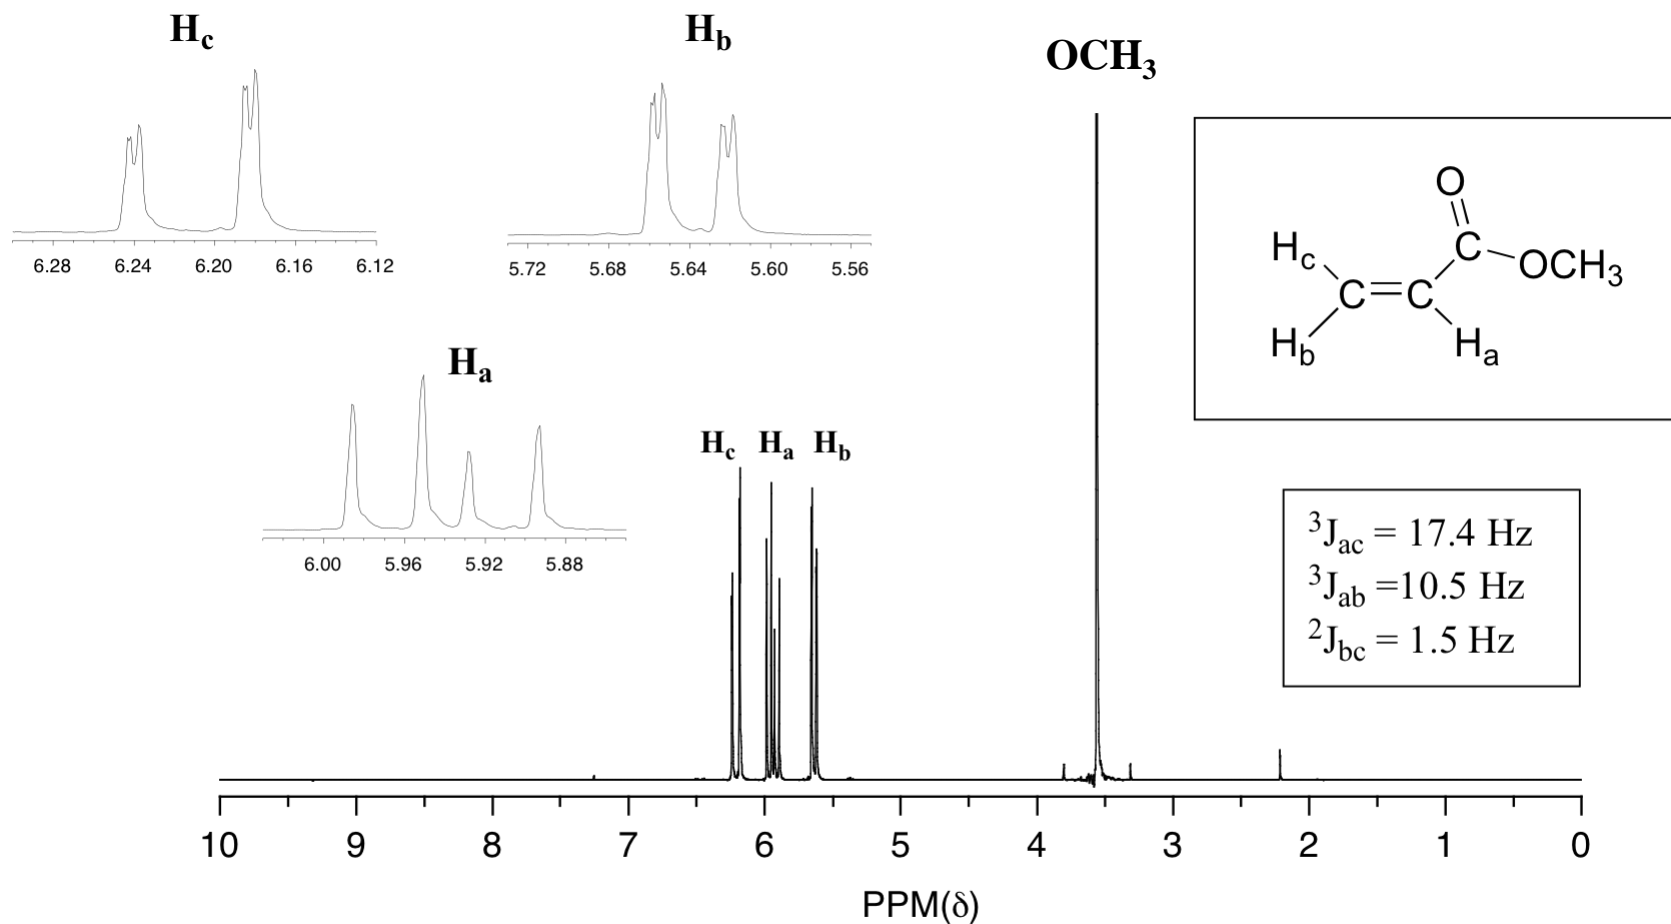 Hc
6.28 6.24 6.20 6.16 6.12
Hb
5.72 5.68 5.64 5.60 5.56
OCH3
O
C
OCH3
Hc
C C
Hb
Ha
Ha
6.00 5.96 5.92 5.88
Hc Ha Hb
3Jac = 17.4 Hz
3Jab =10.5 Hz
2Jbc = 1.5 Hz
10 9 8 7 6 5 4 3 2 1 0
PPM(δ)